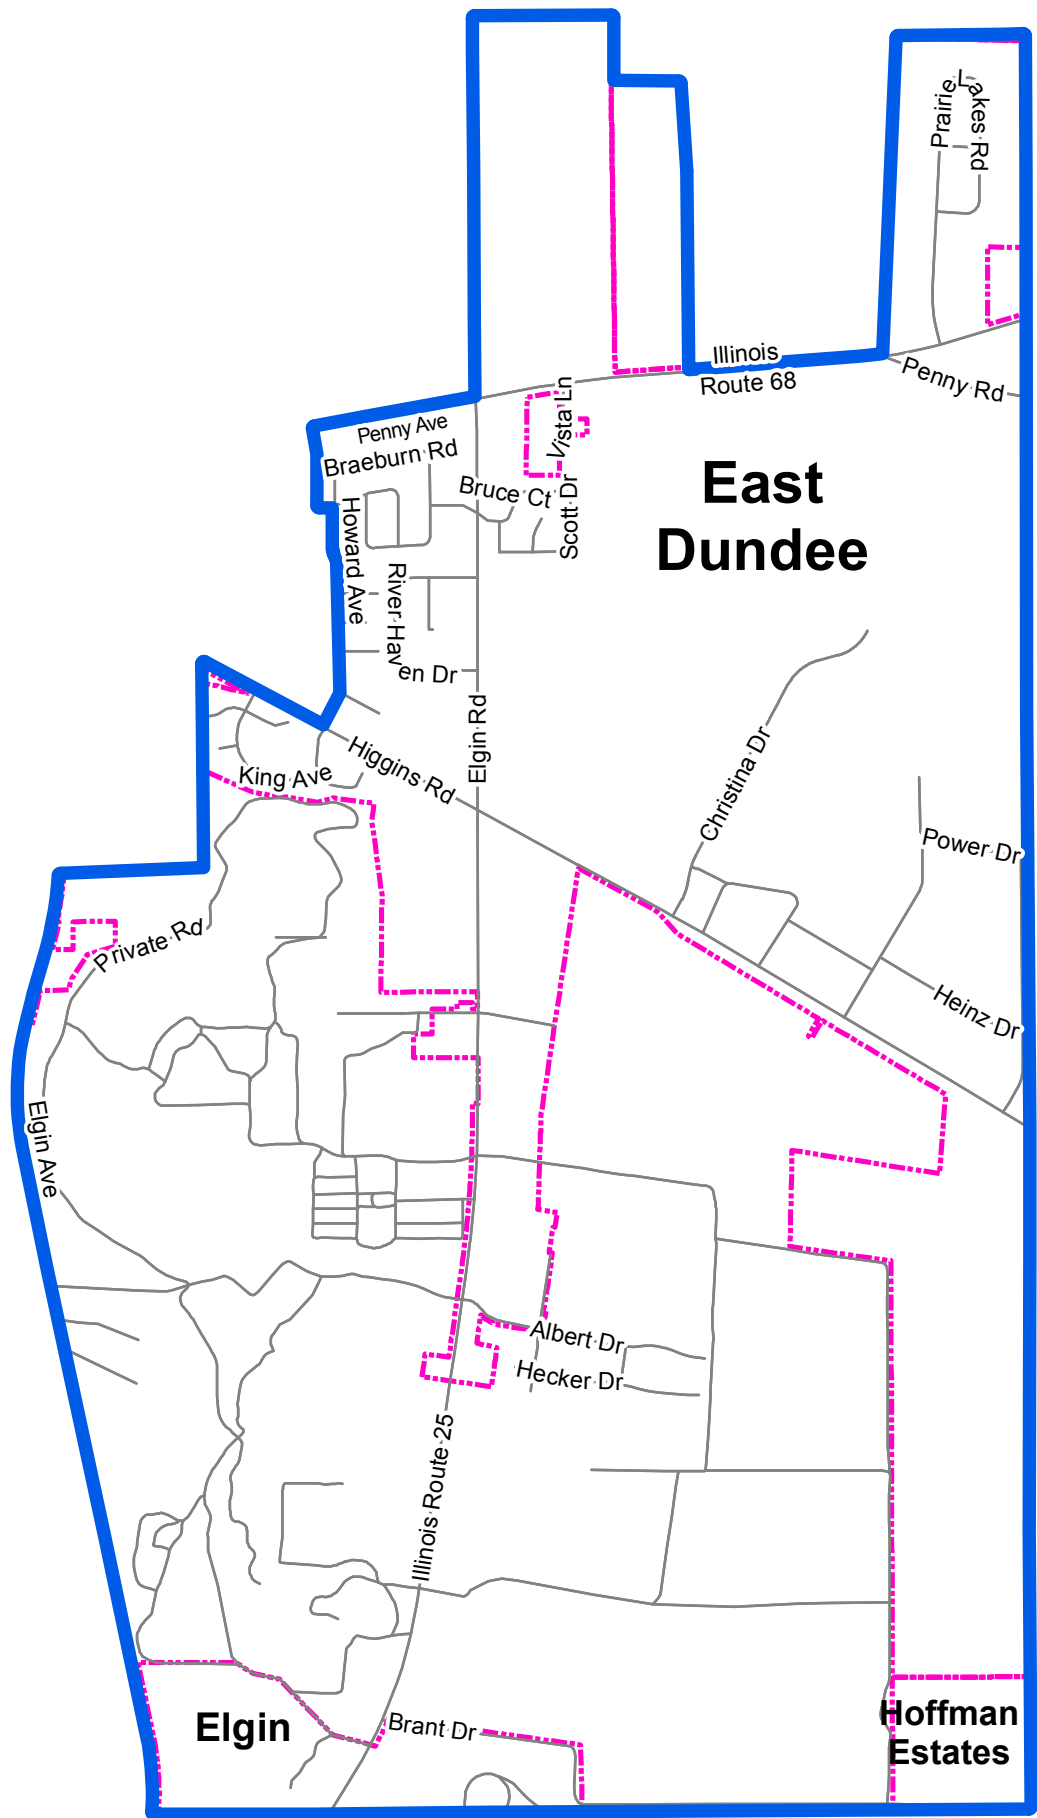 Prairie
Lakes Rd
Illinois
Route 68
Penny Rd
Penny Ave
Braeburn Rd
Vista Ln
Bruce Ct
Scott Dr
East
Dundee
Howard Ave
River Haven Dr
Elgin Rd
Higgins Rd
King Ave
Christina Dr
Power Dr
Private Rd
Heinz Dr
Elgin Ave
Albert Dr
Hecker Dr
Illinois Route 25
Elgin
Brant Dr
Hoffman
Estates